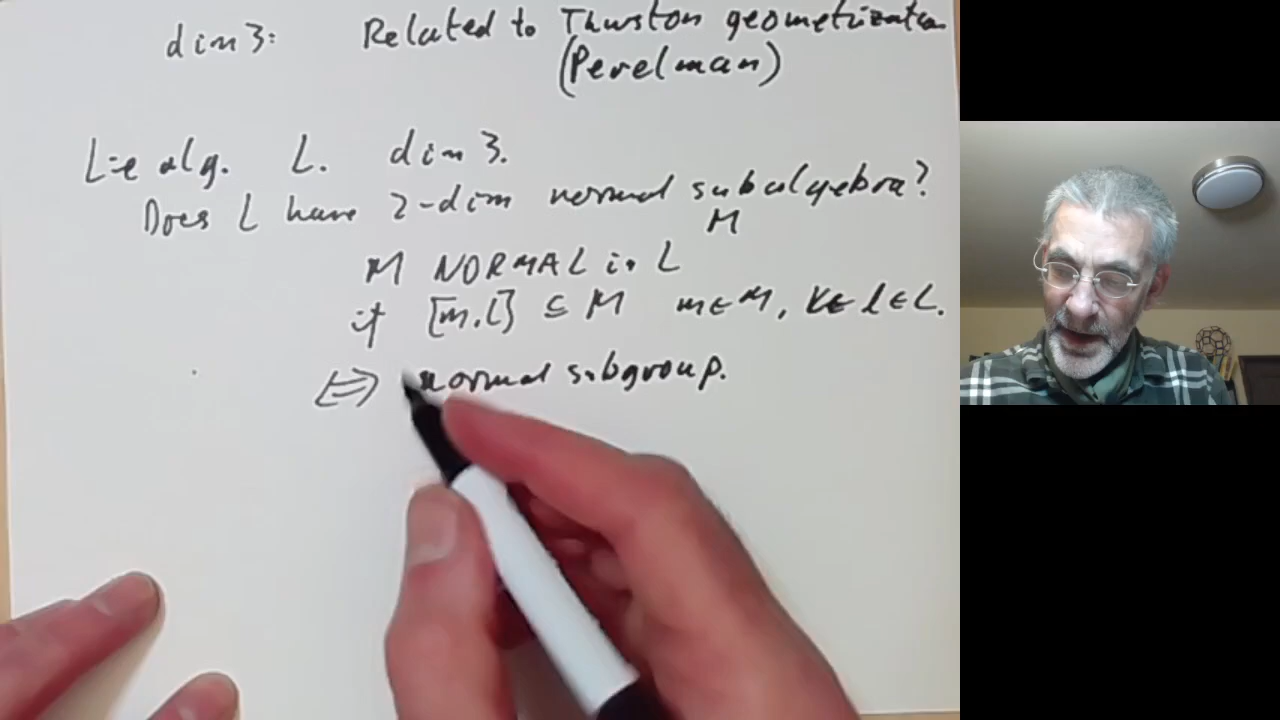 dim 3: Related to Thurston geometrization
(Perelman)
Lie alg. L. dim 3.
Does L have 2-dim normal subalgebra?
M
M NORMAL in L
if [m,l] ⊆ M m∈M, l∈L.
⇔ normal subgroup.